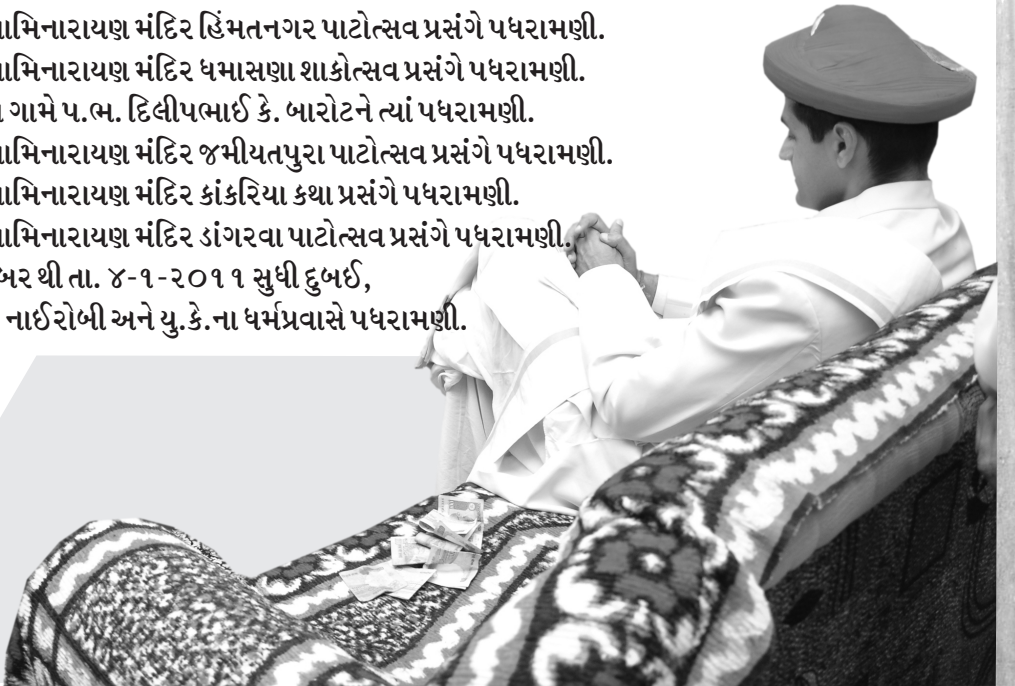 ામિનારાયણ મંદિર હિંમતનગર પાટોત્સવ પ્રસંગે પધરામણી.
ામિનારાયણ મંદિર ધમાસણા શાકોત્સવ પ્રસંગે પધરામણી.
ગામે પ.ભ. દિલીપભાઈ કે. બારોટને ત્યાં પધરામણી.
ામિનારાયણ મંદિર જમીયતપુરા પાટોત્સવ પ્રસંગે પધરામણી.
ામિનારાયણ મંદિર કાંકરિયા કથા પ્રસંગે પધરામણી.
ામિનારાયણ મંદિર ડાંગરવા પાટોત્સવ પ્રસંગે પધરામણી.
બર થી તા. ૪-૧-૨૦૧૧ સુધી દુબઈ,
નાઈરોબી અને યુ.કે.ના ધર્મપ્રવાસે પધરામણી.